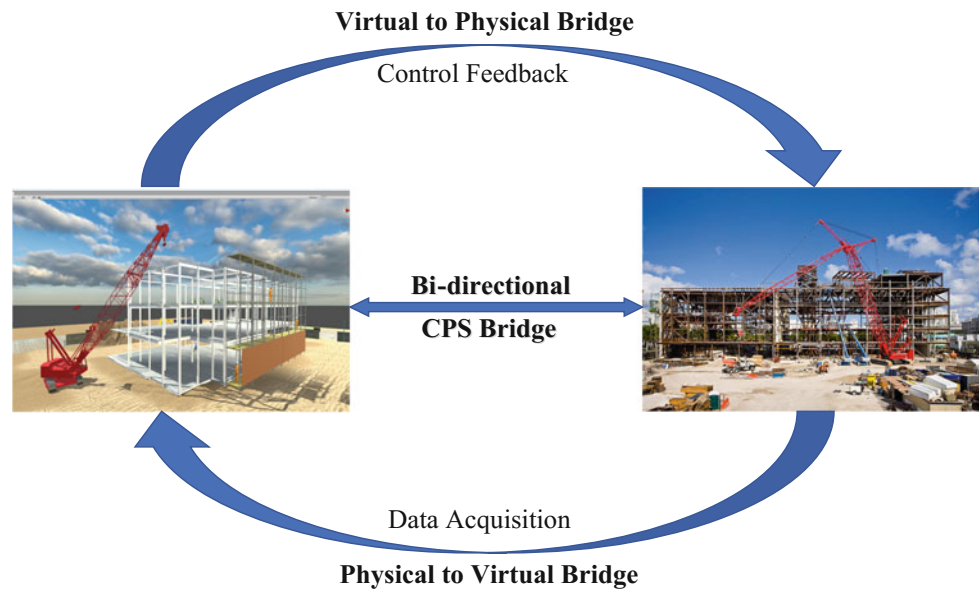 Virtual to Physical Bridge
Control Feedback
Bi-directional
CPS Bridge
Data Acquisition
Physical to Virtual Bridge